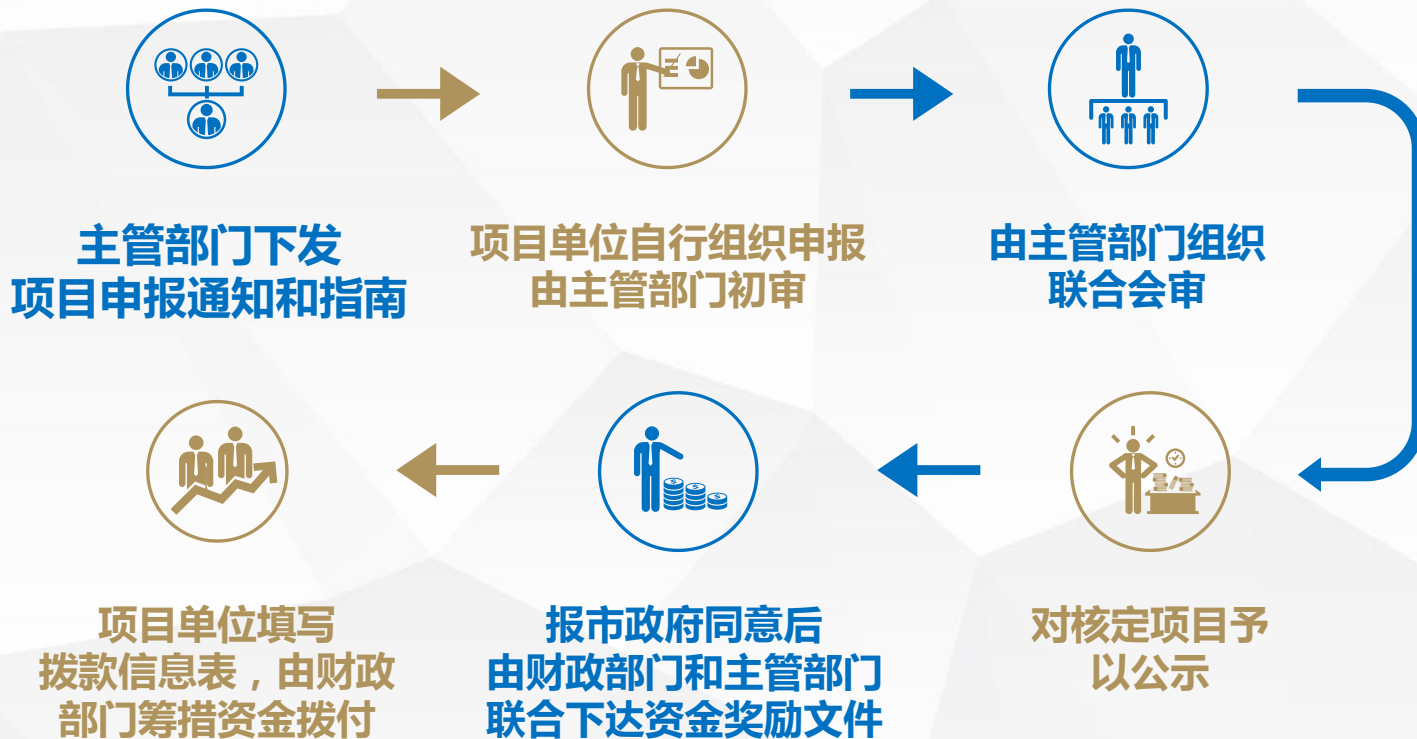 主管部门下发
项目申报通知和指南
项目单位自行组织申报
由主管部门初审
由主管部门组织
联合会审
对核定项目予
以公示
报市政府同意后
由财政部门和主管部门
联合下达资金奖励文件
项目单位填写
拨款信息表，由财政
部门筹措资金拨付